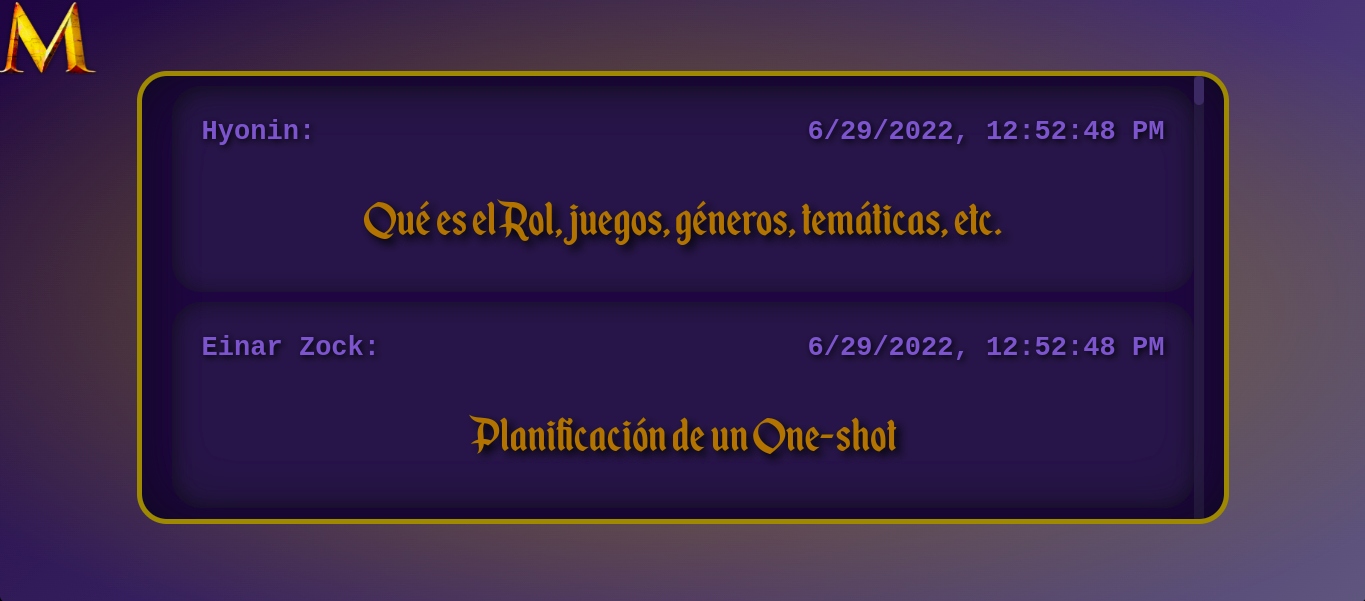 M
Hyonin: 6/29/2022, 12:52:48 PM
Qué es el Rol, juegos, géneros, temáticas, etc.
Einar Zock: 6/29/2022, 12:52:48 PM
Planificación de un One-shot